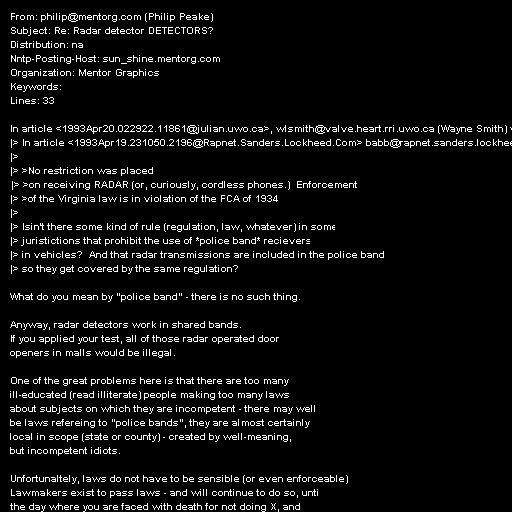 From: philip@mentorg.com (Philip Peake)
Subject: Re: Radar detector DETECTORS?
Distribution: na
Nntp-Posting-Host: sun_shine.mentorg.com
Organization: Mentor Graphics
Keywords:
Lines: 33

In article <1993Apr20.022922.11861@julian.uwo.ca>, wlsmith@valve.heart.rri.uwo.ca (Wayne Smith)
|> In article <1993Apr19.231050.2196@Rapnet.Sanders.Lockheed.Com> babb@rapnet.sanders.lockhee
|>
|> >No restriction was placed
|> >on receiving RADAR (or, curiously, cordless phones.)  Enforcement
|> >of the Virginia law is in violation of the FCA of 1934
|>
|> Isin't there some kind of rule (regulation, law, whatever) in some
|> juristictions that prohibit the use of *police band* recievers
|> in vehicles?  And that radar transmissions are included in the police band
|> so they get covered by the same regulation?

What do you mean by "police band" - there is no such thing.

Anyway, radar detectors work in shared bands.
If you applied your test, all of those radar operated door
openers in malls would be illegal.

One of the great problems here is that there are too many
ill-educated (read illiterate) people making too many laws
about subjects on which they are incompetent - there may well
be laws refereing to "police bands", they are almost certainly
local in scope (state or county) - created by well-meaning,
but incompetent idiots.

Unfortunaltely, laws do not have to be sensible (or even enforceable)
Lawmakers exist to pass laws - and will continue to do so, unti
the day where you are faced with death for not doing X, and